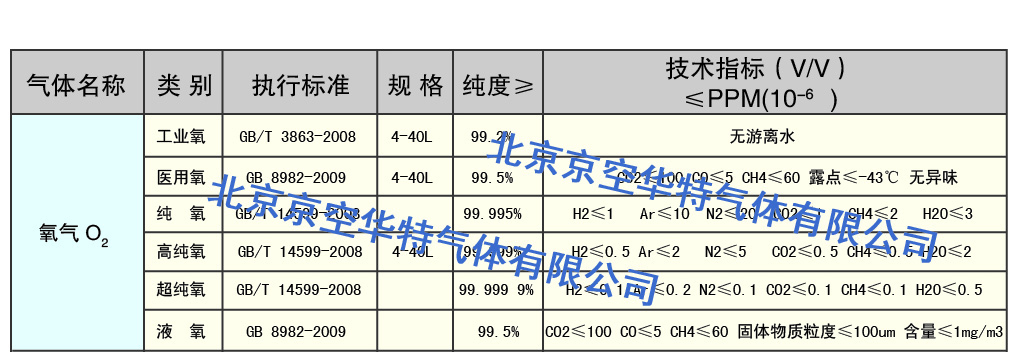 气体名称 类 别 执行标准 规 格 纯度≥ 技术指标（V/V）
≤PPM(10-6 )
工业氧 GB/T 3863-2008 4-40L 99.2% 无游离水
医用氧 GB 8982-2009 4-40L 99.5% CO2≤100 CO≤5 CH4≤60 露点≤-43℃ 无异味
纯 氧 GB/T 14599-2008 99.995% H2≤1 Ar≤10 N2≤20 CO2≤1 CH4≤2 H2O≤3
氧气 O2
高纯氧 GB/T 14599-2008 4-40L 99.999% H2≤0.5 Ar≤2 N2≤5 CO2≤0.5 CH4≤0.5 H2O≤2
超纯氧 GB/T 14599-2008 99.999 9% H2≤0.1 Ar≤0.2 N2≤0.1 CO2≤0.1 CH4≤0.1 H2O≤0.5
液 氧 GB 8982-2009 99.5% CO2≤100 CO≤5 CH4≤60 固体物质粒度≤100um 含量≤1mg/m3
北京京空华特气体有限公司
北京京空华特气体有限公司